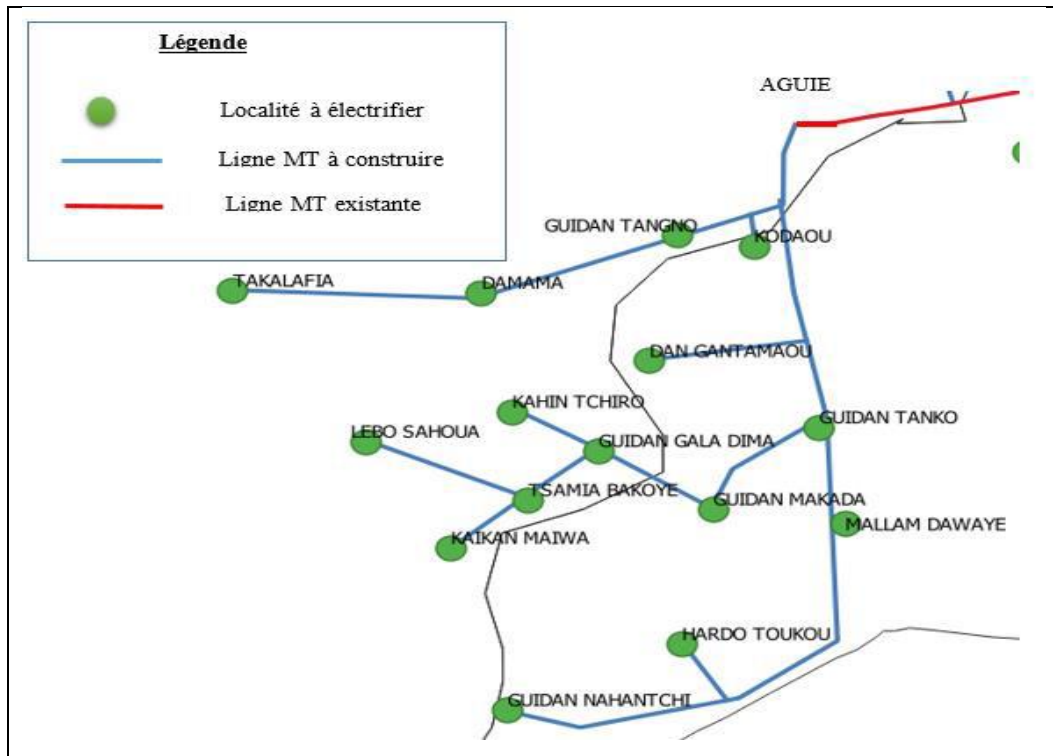 Légende
Localité à électrifier
Ligne MT à construire
Ligne MT existante
AGUIE
GUIDAN TANGNO
KODAOU
TAKALAFIA
DAMAMA
DAN GANTAMAOU
KAHIN TCHIRO
GUIDAN TANKO
LEBO SAHOUA
GUIDAN GALA DIMA
TSAMIA BAKOYE
GUIDAN MAKADA
MALLAM DAWAYE
KAIKAN MAIWA
HARDO TOUKOU
GUIDAN NAHANTCHI